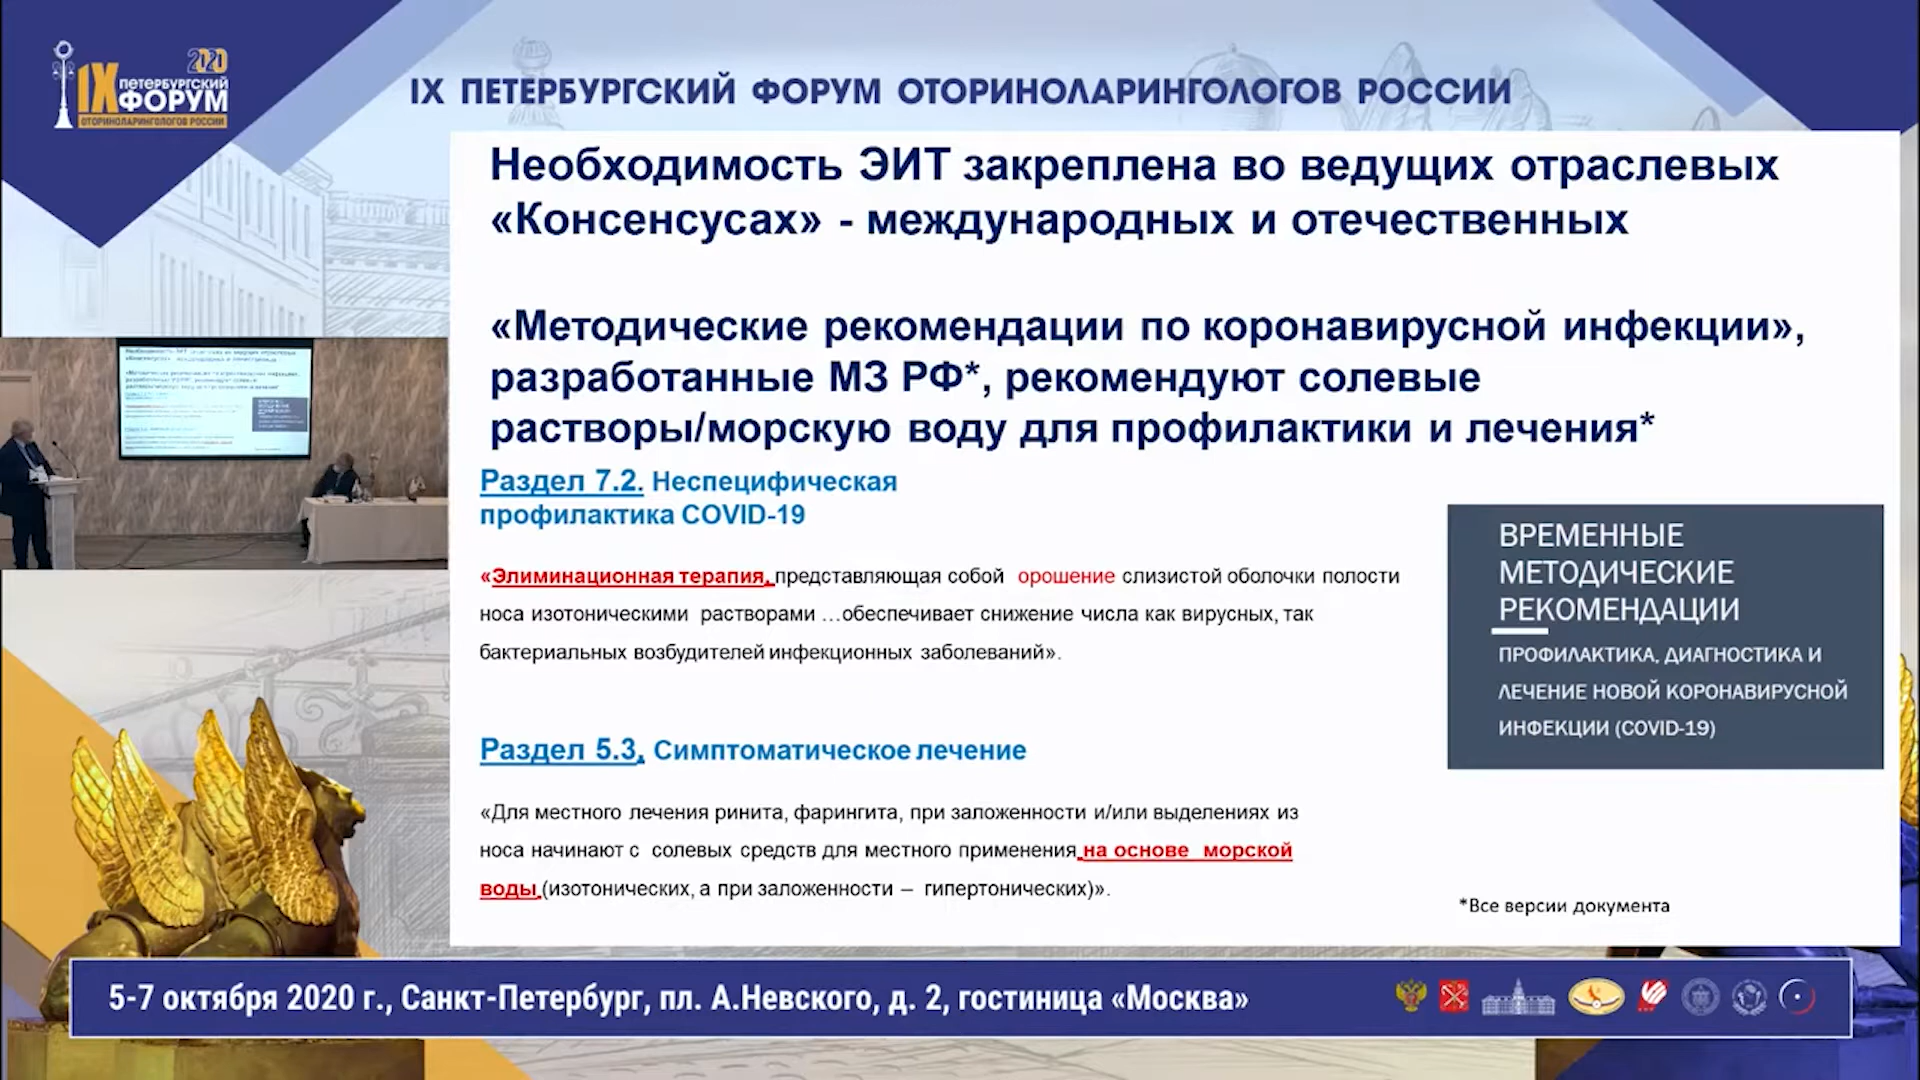 2020
IX ПЕТЕРБУРГСКИЙ
ФОРУМ
ОТОРИНОЛАРИНГОЛОГОВ РОССИИ
IX ПЕТЕРБУРГСКИЙ ФОРУМ ОТОРИНОЛАРИНГОЛОГОВ РОССИИ
Необходимость ЭИТ закреплена во ведущих отраслевых
«Консенсусах» - международных и отечественных
«Методические рекомендации по коронавирусной инфекции»,
разработанные МЗ РФ*, рекомендуют солевые
растворы/морскую воду для профилактики и лечения*
Раздел 7.2. Неспецифическая
профилактика COVID-19
«Элиминационная терапия, представляющая собой орошение слизистой оболочки полости
носа изотоническими растворами ...обеспечивает снижение числа как вирусных, так
бактериальных возбудителей инфекционных заболеваний».
Раздел 5.3, Симптоматическое лечение
«Для местного лечения ринита, фарингита, при заложенности и/или выделениях из
носа начинают с солевых средств для местного применения на основе морской
воды (изотонических, а при заложенности – гипертонических)».
ВРЕМЕННЫЕ
МЕТОДИЧЕСКИЕ
РЕКОМЕНДАЦИИ
ПРОФИЛАКТИКА, ДИАГНОСТИКА И
ЛЕЧЕНИЕ НОВОЙ КОРОНАВИРУСНОЙ
ИНФЕКЦИИ (COVID-19)
*Все версии документа
5-7 октября 2020 г., Санкт-Петербург, пл. А.Невского, д. 2, гостиница «Москва»